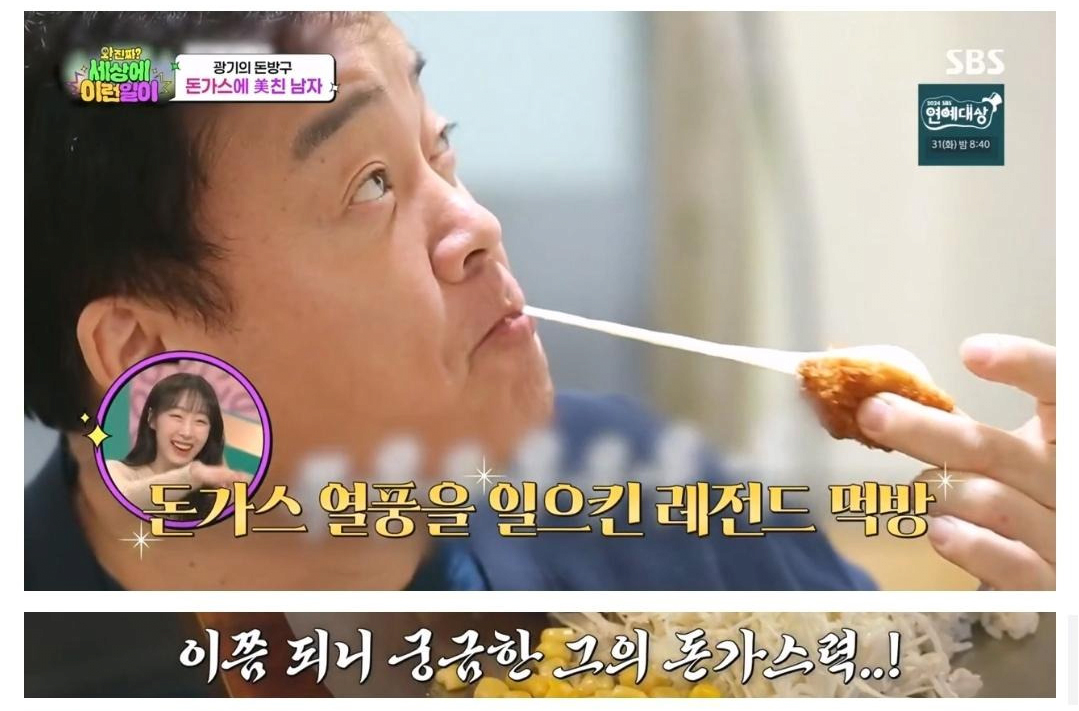 와! 진짜?
세상에
이런일이
광기의 돈방구
돈가스에 美친 남자
SBS
2024 SBS
연예대상
31(화) 밤 8:40
돈가스 열풍을 일으킨 레전드 먹방
이쯤 되니 궁금한 그의 돈가스력..!